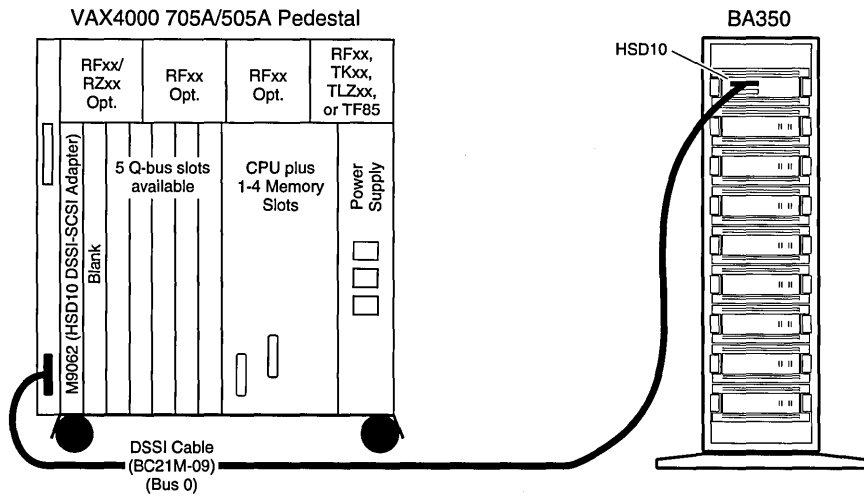 VAX4000 705A/505A Pedestal
BA350
HSD10
RFxx/
RZxx
Opt.
RFxx
Opt.
RFxx
Opt.
RFxx,
TKxx,
TLZxx,
or TF85
M9062 (HSD10 DSSI-SCSI Adapter)
Blank
5 Q-bus slots
available
CPU plus
1-4 Memory
Slots
Power
Supply
DSSI Cable
(BC21M-09)
(Bus 0)